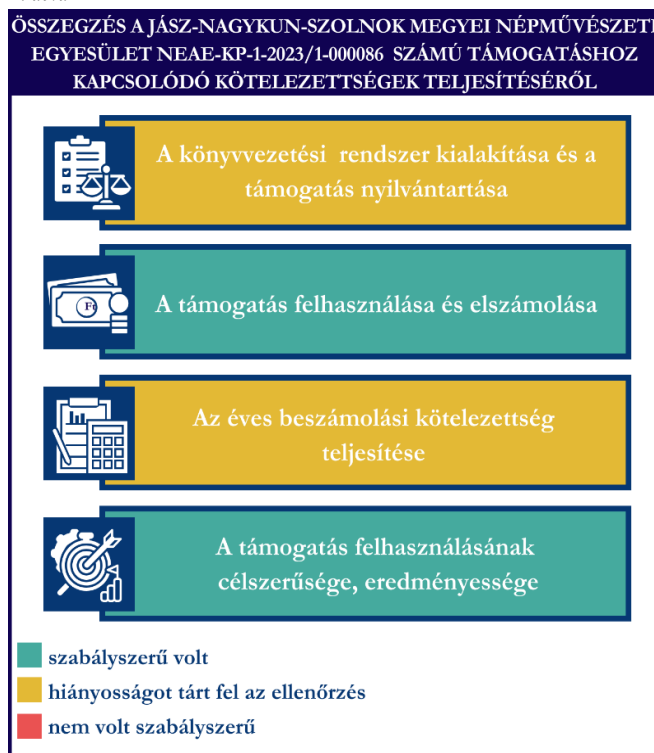 ÖSSZEGZÉS A JÁSZ-NAGYKUN-SZOLNOK MEGYEI NÉPMŰVÉSZETI
EGYESÜLET NEAE-KP-1-2023/1-000086 SZÁMÚ TÁMOGATÁSHOZ
KAPCSOLÓDÓ KÖTELEZETTSÉGEK TELJESÍTÉSÉRŐL
A könyvvezetési rendszer kialakítása és a
támogatás nyilvántartása
Ft
A támogatás felhasználása és elszámolása
Az éves beszámolási kötelezettség
teljesítése
A támogatás felhasználásának
célszerűsége, eredményessége
szabályszerű volt
hiányosságot tárt fel az ellenőrzés
nem volt szabályszerű